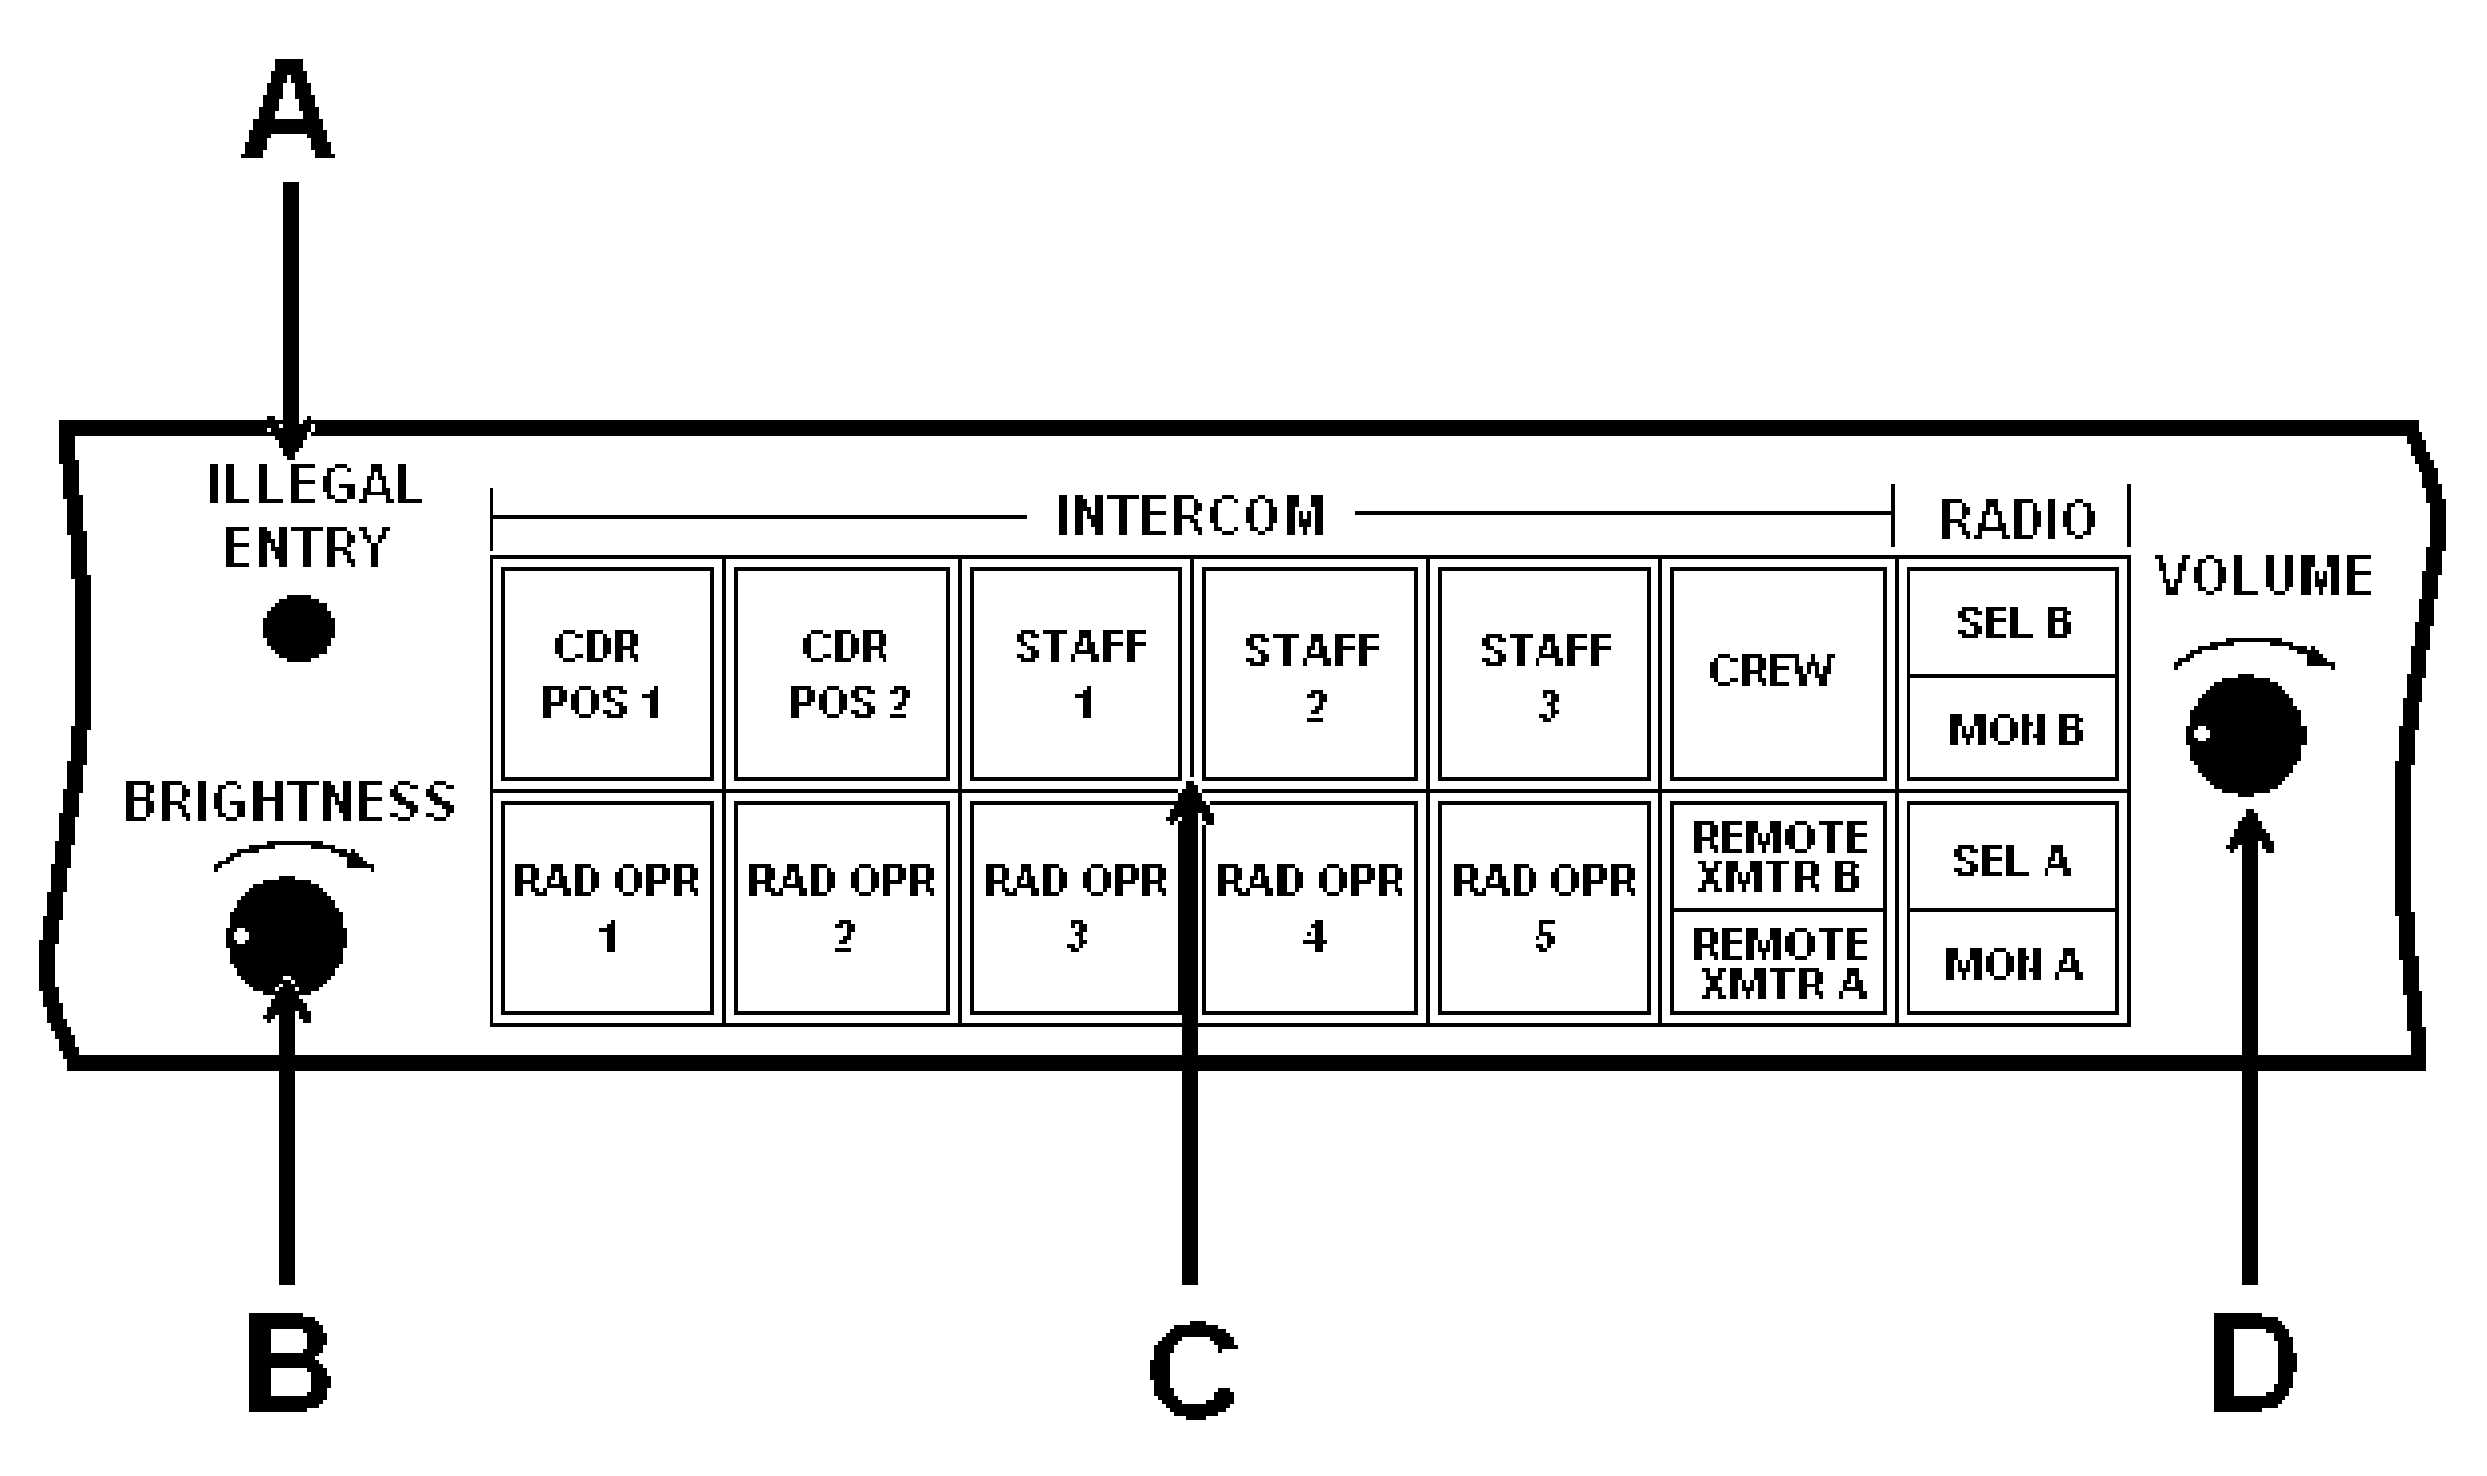 A
ILLEGAL
ENTRY
INTERCOM
RADIO
VOLUME
CDR
POS 1
CDR
POS 2
STAFF
1
STAFF
2
STAFF
3
CREW
SEL B
MON B
BRIGHTNESS
RAD OPR
1
RAD OPR
2
RAD OPR
3
RAD OPR
4
RAD OPR
5
REMOTE
XMTR B
REMOTE
XMTR A
SEL A
MON A
B
C
D